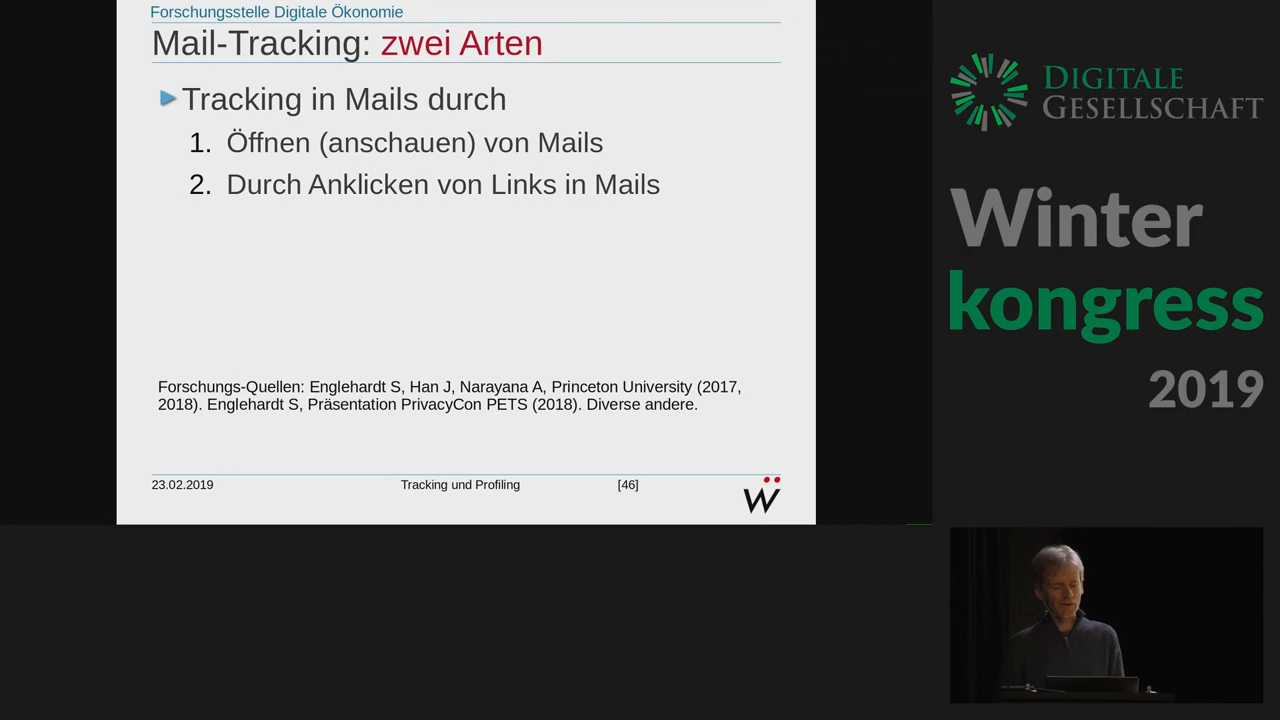 Forschungsstelle Digitale Ökonomie
Mail-Tracking: zwei Arten
Tracking in Mails durch
1. Öffnen (anschauen) von Mails
2. Durch Anklicken von Links in Mails
Forschungs-Quellen: Englehardt S, Han J, Narayana A, Princeton University (2017,
2018). Englehardt S, Präsentation PrivacyCon PETS (2018). Diverse andere.
23.02.2019 Tracking und Profiling [46]
DIGITALE
GESELLSCHAFT
Winter
kongress
2019